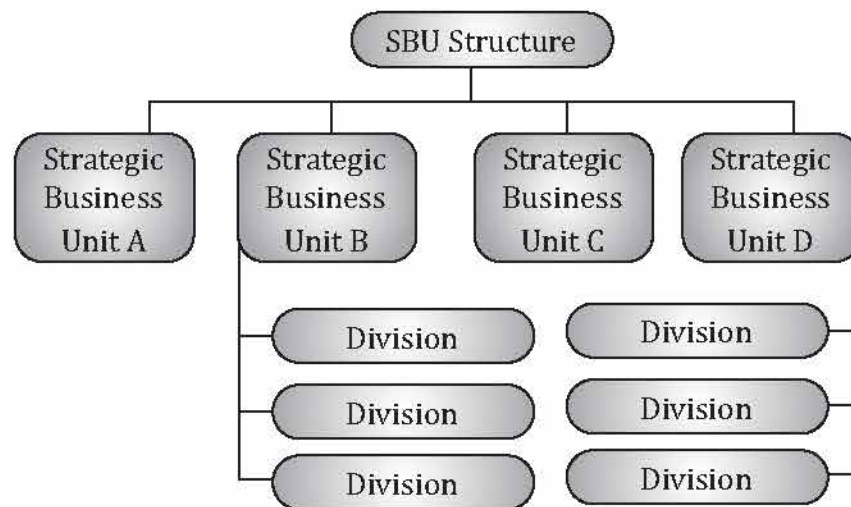 SBU Structure
Strategic
Business
Unit A
Strategic
Business
Unit B
Strategic
Business
Unit C
Strategic
Business
Unit D
Division
Division
Division
Division
Division
Division